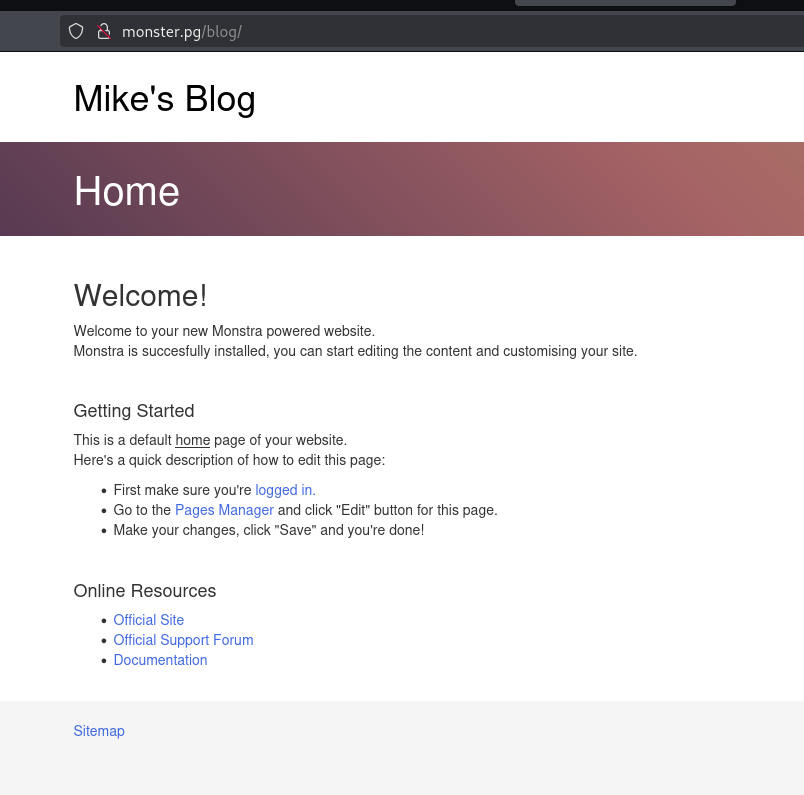 monster.pg/blog/
Mike's Blog
Home
Welcome!
Welcome to your new Monstra powered website.
Monstra is succesfully installed, you can start editing the content and customising your site.
Getting Started
This is a default home page of your website.
Here's a quick description of how to edit this page:
First make sure you're logged in.
Go to the Pages Manager and click "Edit" button for this page.
Make your changes, click "Save" and you're done!
Online Resources
Official Site
Official Support Forum
Documentation
Sitemap